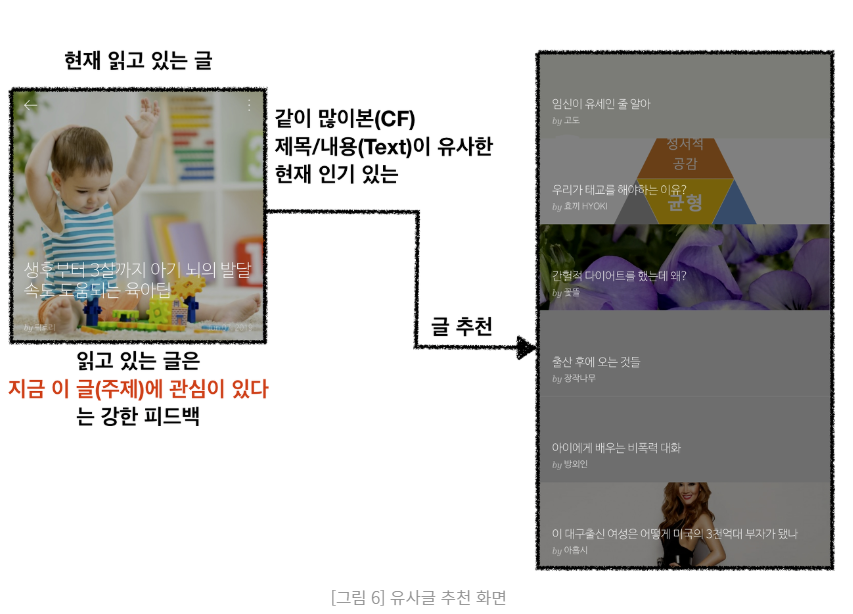 현재 읽고 있는 글
생후부터 3살까지 아기 뇌의 발달
속도 도움되는 육아팁
by
읽고 있는 글은
지금 이 글(주제)에 관심이 있다
는 강한 피드백
같이 많이본(CF)
제목/내용(Text)이 유사한
현재 인기 있는
글 추천
임신이 유세인 줄 알아
by 고도
정서적
공감
균형
우리가 태교를 해야하는 이유?
by 효끼 HYOKI
간헐적 다이어트를 했는데 왜?
by 꽃뜰
출산 후에 오는 것들
by 장작나무
아이에게 배우는 비폭력 대화
by 방외인
이 대구출신 여성은 어떻게 미국의 3천억대 부자가 됐나
by 아홉시
[그림 6] 유사글 추천 화면